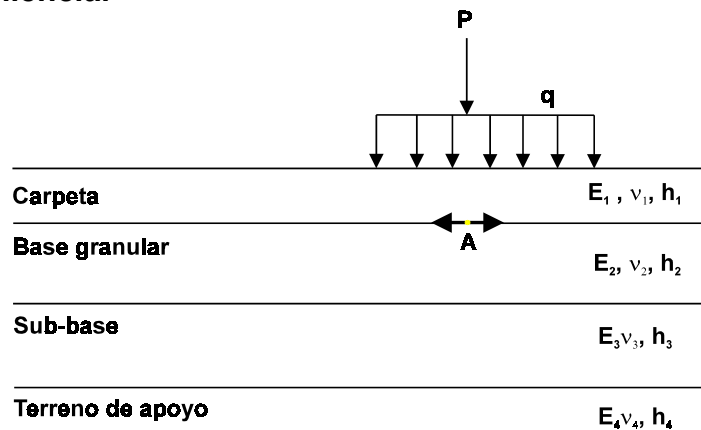 P
q
Carpeta
E₁ , ν₁, h₁
A
Base granular
E₂, ν₂, h₂
Sub-base
E₃ν₃, h₃
Terreno de apoyo
E₄ν₄, h₄